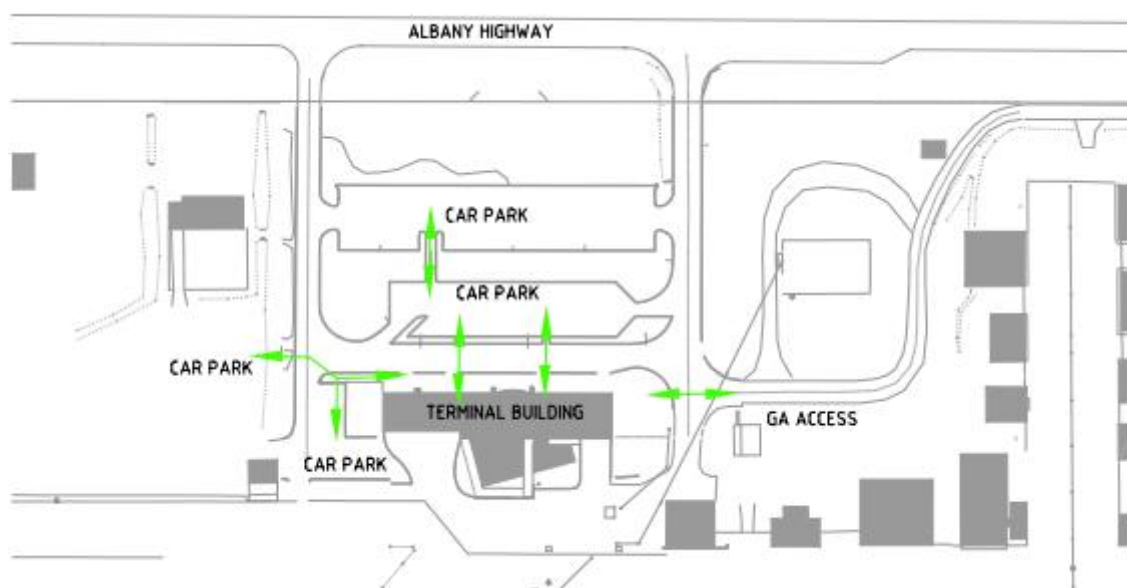 ALBANY HIGHWAY
CAR PARK
CAR PARK
CAR PARK
TERMINAL BUILDING
GA ACCESS
CAR PARK